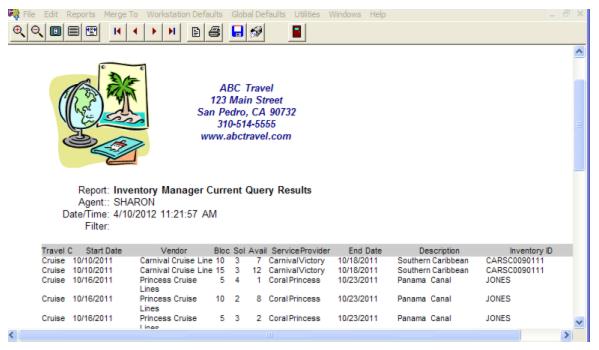 File Edit Reports Merge To Workstation Defaults Global Defaults Utilities Windows Help
ABC Travel
123 Main Street
San Pedro, CA 90732
310-514-5555
www.abctravel.com
Report: Inventory Manager Current Query Results
Agent:: SHARON
Date/Time: 4/10/2012 11:21:57 AM
Filter:
Travel C Start Date Vendor Bloc Sol Avail ServiceProvider End Date Description Inventory ID
Cruise 10/10/2011 Carnival Cruise Line 10 3 7 CarnivalVictory 10/18/2011 Southern Caribbean CARSC0090111
Cruise 10/10/2011 Carnival Cruise Line 15 3 12 CarnivalVictory 10/18/2011 Southern Caribbean CARSC0090111
Cruise 10/16/2011 Princess Cruise 5 4 1 Coral Princess 10/23/2011 Panama Canal JONES
Lines
Cruise 10/16/2011 Princess Cruise 10 2 8 Coral Princess 10/23/2011 Panama Canal JONES
Lines
Cruise 10/16/2011 Princess Cruise 5 3 2 Coral Princess 10/23/2011 Panama Canal JONES
Lines